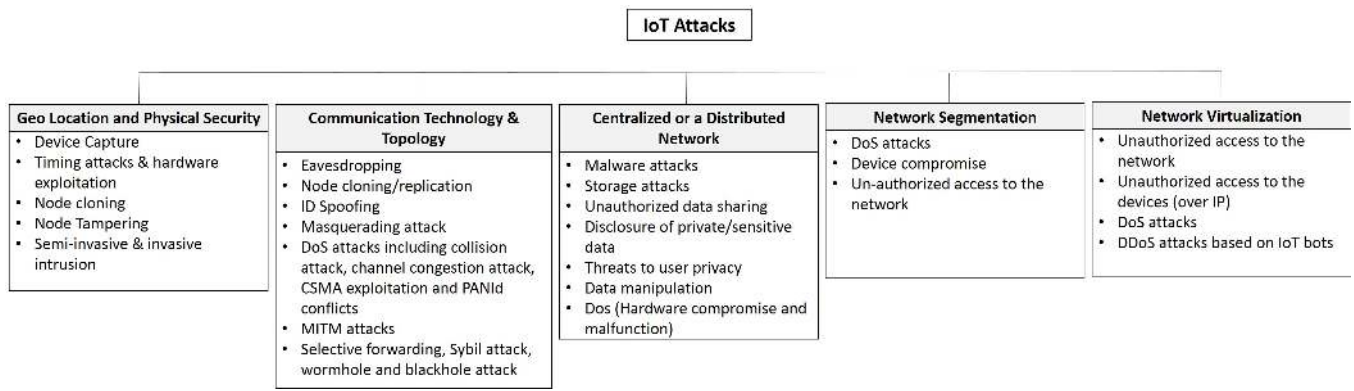 IoT Attacks
Geo Location and Physical Security
• Device Capture
• Timing attacks & hardware
exploitation
• Node cloning
• Node Tampering
• Semi-invasive & invasive
intrusion
Communication Technology &
Topology
• Eavesdropping
• Node cloning/replication
• ID Spoofing
• Masquerading attack
• DoS attacks including collision
attack, channel congestion attack,
CSMA exploitation and PANId
conflicts
• MITM attacks
• Selective forwarding, Sybil attack,
wormhole and blackhole attack
Centralized or a Distributed
Network
• Malware attacks
• Storage attacks
• Unauthorized data sharing
• Disclosure of private/sensitive
data
• Threats to user privacy
• Data manipulation
• Dos (Hardware compromise and
malfunction)
Network Segmentation
• DoS attacks
• Device compromise
• Un-authorized access to the
network
Network Virtualization
• Unauthorized access to the
network
• Unauthorized access to the
devices (over IP)
• DoS attacks
• DDoS attacks based on IoT bots